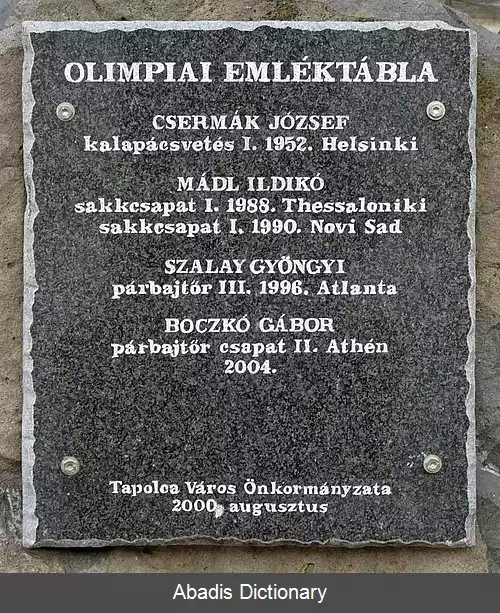 OLIMPIAI EMLÉKTÁBLA
CSERMÁK JÓZSEF
kalapácsvetés I. 1952. Helsinki
MÁDL ILDIKÓ
sakkcsapat I. 1988. Thessaloniki
sakkcsapat I. 1990. Novi Sad
SZALAY GYÖNGYI
párbajtőr III. 1996. Atlanta
BOCZKÓ GÁBOR
párbajtőr csapat II. Athén
2004.
Tapolca Város Önkormányzata
2000. augusztus
Abadis Dictionary